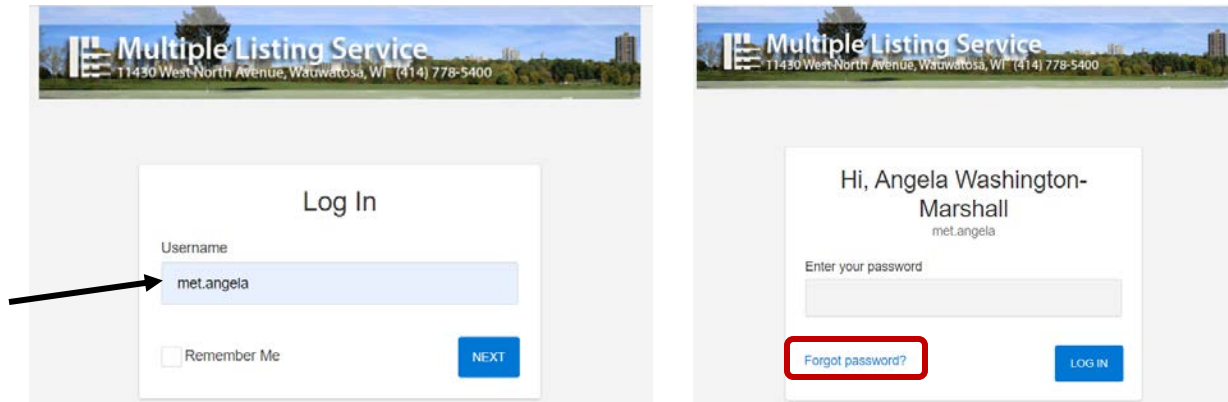 Multiple Listing Service
11430 West North Avenue, Wauwatosa, WI (414) 778-5400
Log In
Username
met.angela
Remember Me
NEXT
Multiple Listing Service
11430 West North Avenue, Wauwatosa, WI (414) 778-5400
Hi, Angela Washington-
Marshall
met.angela
Enter your password
Forgot password?
LOG IN